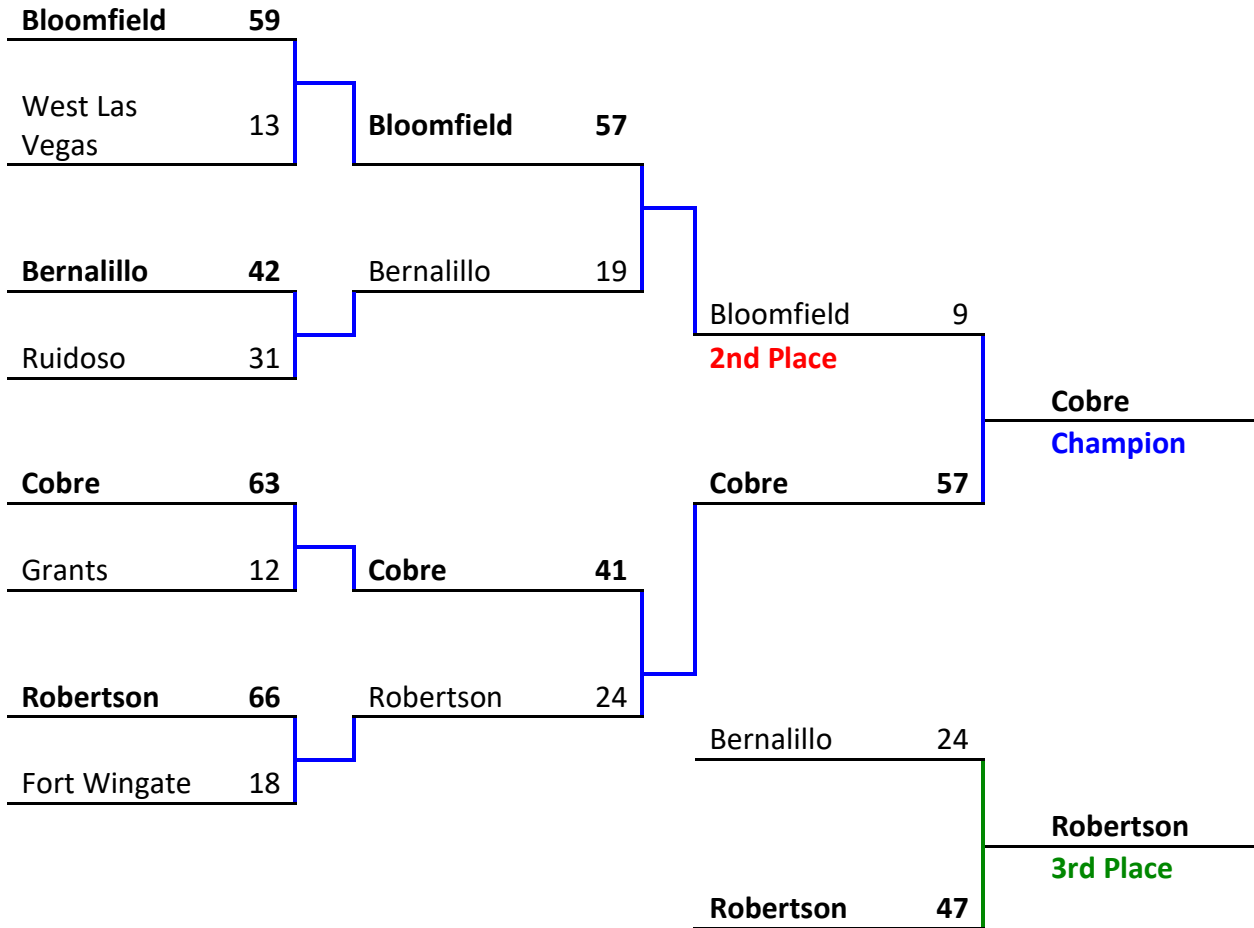 Bloomfield 59
West Las
Vegas 13
Bloomfield 57
Bernalillo 42
Bernalillo 19
Ruidoso 31
Bloomfield 9
2nd Place
Cobre
Champion
Cobre 63
Cobre 57
Grants 12
Cobre 41
Robertson 66
Robertson 24
Fort Wingate 18
Bernalillo 24
Robertson
3rd Place
Robertson 47